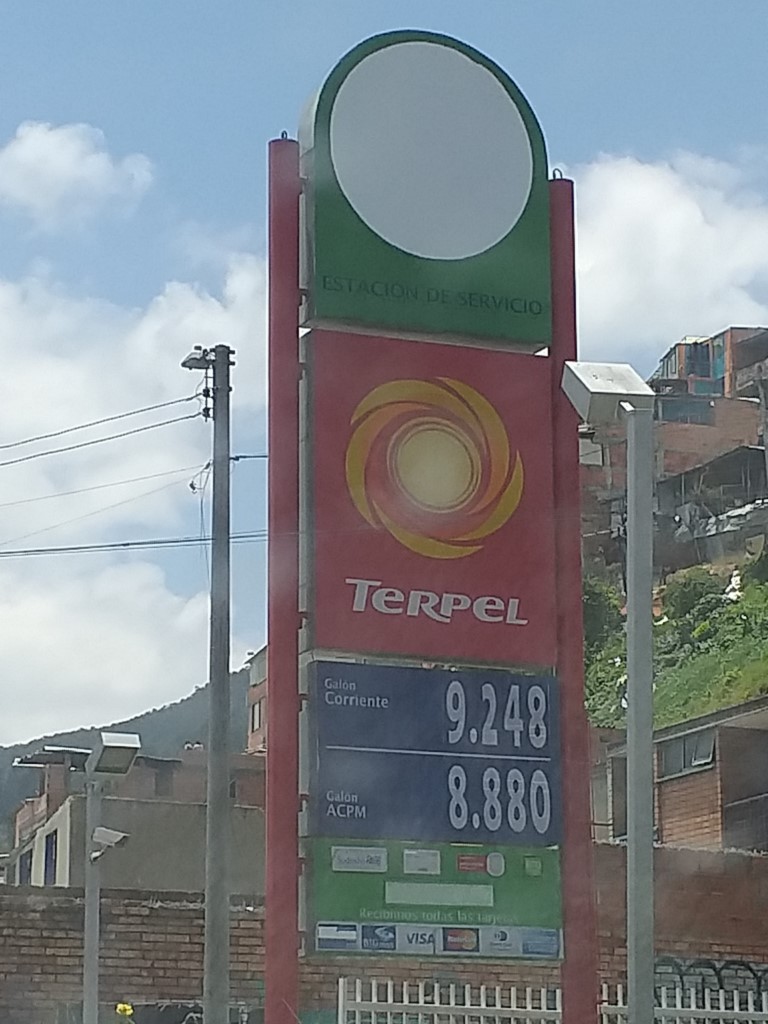 ESTACION DE SERVICIO
TERPEL
Galón
Corriente
9.248
Galón
ACPM
8.880
Recibimos todas las tarjetas
VISA